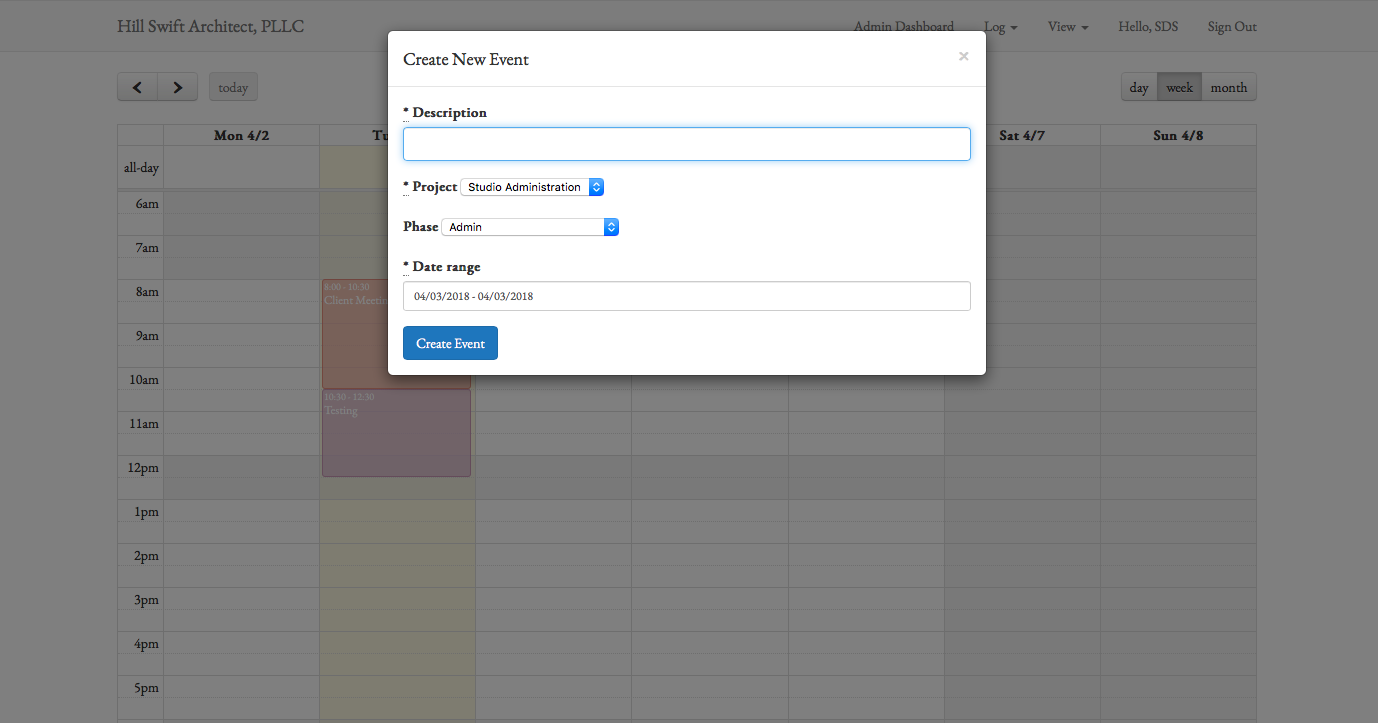 Hill Swift Architect, PLLC Admin Dashboard Log View Hello, SDS Sign Out
Create New Event ×
today day week month
* Description
Mon 4/2 Tu Sat 4/7 Sun 4/8
all-day
* Project Studio Administration
6am
Phase Admin
7am
* Date range
8am
8:00 - 10:30
Client Meetin
04/03/2018 - 04/03/2018
9am
Create Event
10am
10:30 - 12:30
Testing
11am
12pm
1pm
2pm
3pm
4pm
5pm